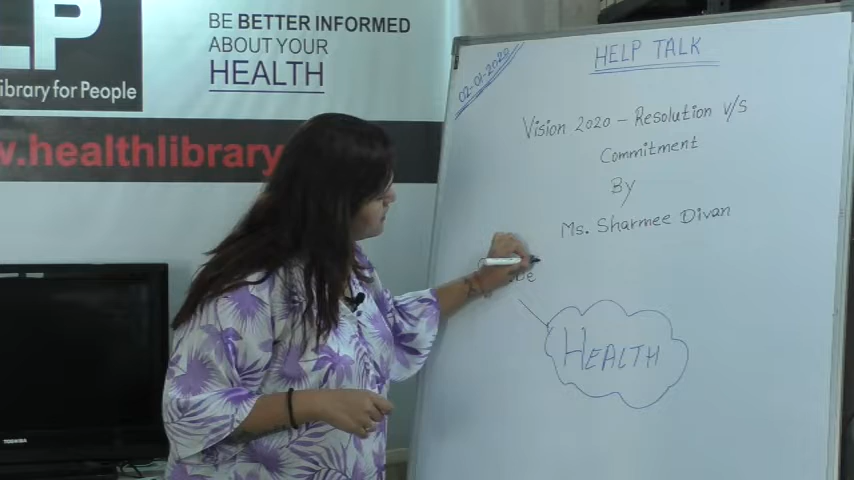 LP
Library for People
BE BETTER INFORMED
ABOUT YOUR
HEALTH
w.healthlibrary
TOSHIBA
02-01-2020
HELP TALK
Vision 2020 - Resolution v/s
Commitment
By
Ms. Sharmee Divan
HEALTH